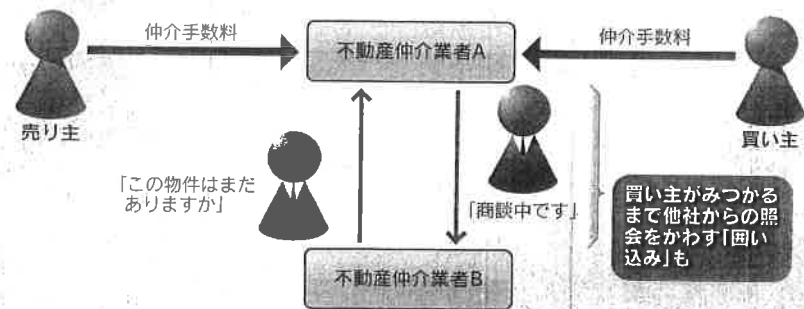 仲介手数料
不動産仲介業者A
仲介手数料
売り主
買い主
「この物件はまだ
ありますか」
「商談中です」
買い主がみつかる
まで他社からの照
会をかわす「囲い
込み」も
不動産仲介業者B